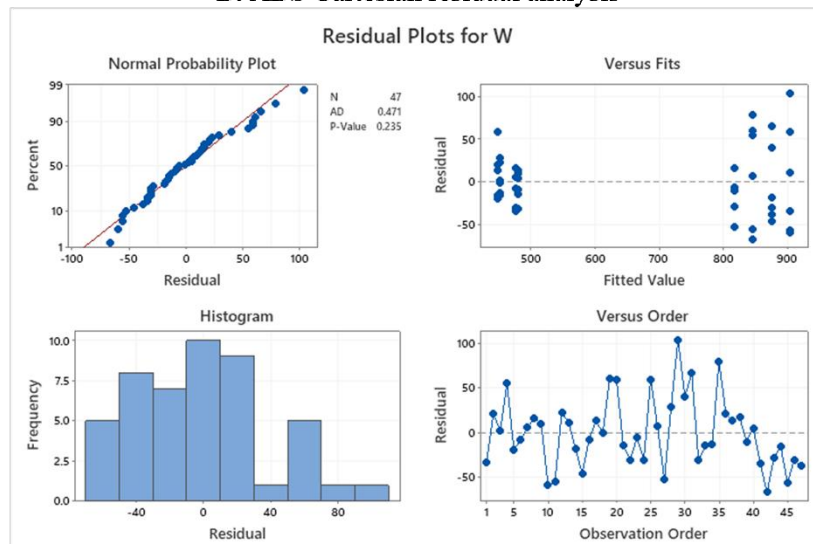 Residual Plots for W
Normal Probability Plot
99
90
50
10
1
Percent
-100 -50 0 50 100
Residual
N 47
AD 0.471
P-Value 0.235
Versus Fits
100
50
0
-50
Residual
500 600 700 800 900
Fitted Value
Histogram
10.0
7.5
5.0
2.5
0.0
Frequency
-40 0 40 80
Residual
Versus Order
100
50
0
-50
Residual
1 5 10 15 20 25 30 35 40 45
Observation Order